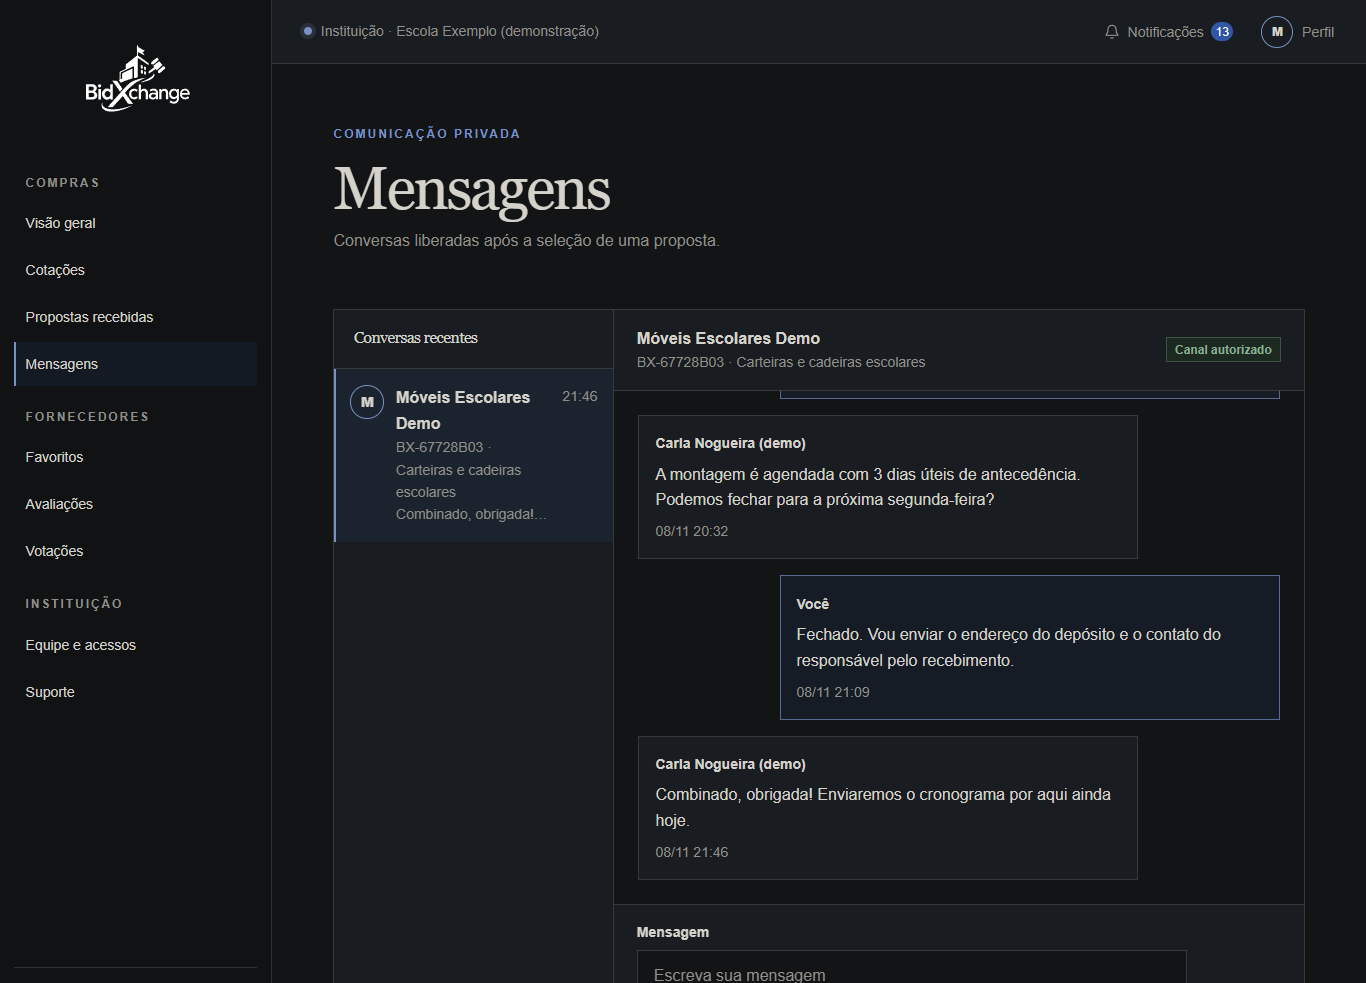 BidXchange
COMPRAS
Visão geral
Cotações
Propostas recebidas
Mensagens
FORNECEDORES
Favoritos
Avaliações
Votações
INSTITUIÇÃO
Equipe e acessos
Suporte
Instituição · Escola Exemplo (demonstração)
Notificações 13
M Perfil
COMUNICAÇÃO PRIVADA
Mensagens
Conversas liberadas após a seleção de uma proposta.
Conversas recentes
M
Móveis Escolares
Demo
21:46
BX-67728B03 ·
Carteiras e cadeiras
escolares
Combinado, obrigada!…
Móveis Escolares Demo
BX-67728B03 · Carteiras e cadeiras escolares
Canal autorizado
Carla Nogueira (demo)
A montagem é agendada com 3 dias úteis de antecedência.
Podemos fechar para a próxima segunda-feira?
08/11 20:32
Você
Fechado. Vou enviar o endereço do depósito e o contato do
responsável pelo recebimento.
08/11 21:09
Carla Nogueira (demo)
Combinado, obrigada! Enviaremos o cronograma por aqui ainda
hoje.
08/11 21:46
Mensagem
Escreva sua mensagem